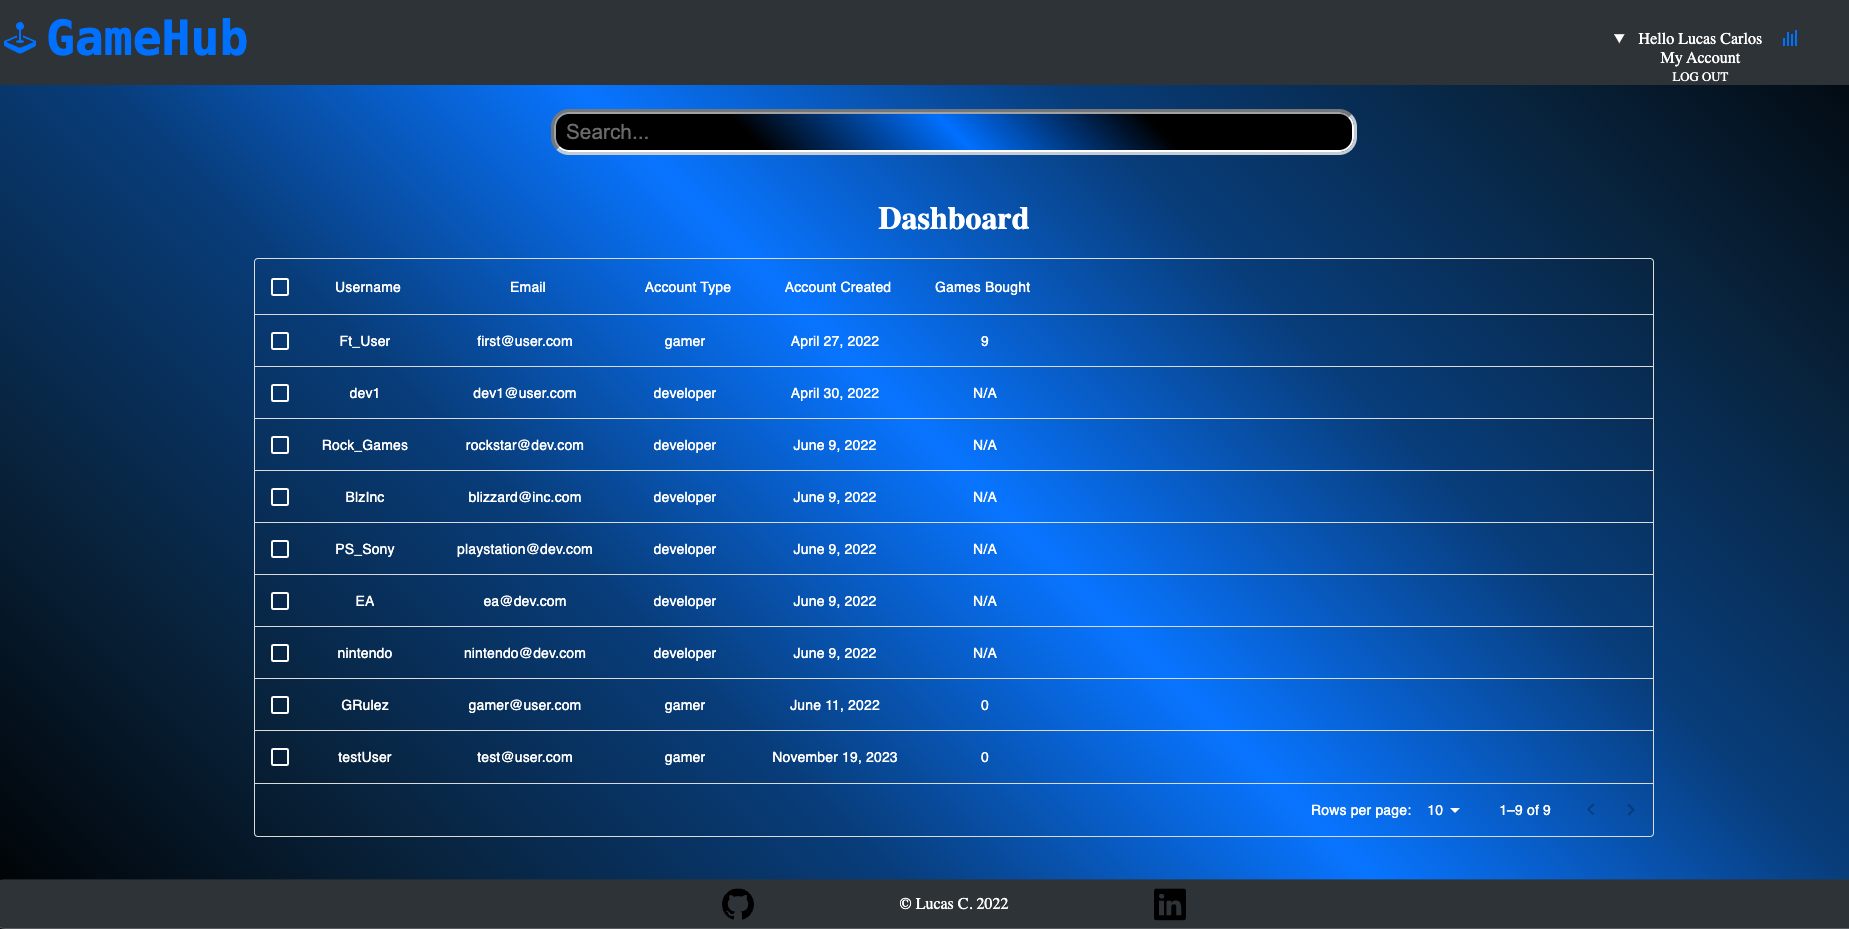 GameHub
Hello Lucas Carlos
My Account
LOG OUT
Search...
Dashboard
Username Email Account Type Account Created Games Bought
Ft_User first@user.com gamer April 27, 2022 9
dev1 dev1@user.com developer April 30, 2022 N/A
Rock_Games rockstar@dev.com developer June 9, 2022 N/A
BlzInc blizzard@inc.com developer June 9, 2022 N/A
PS_Sony playstation@dev.com developer June 9, 2022 N/A
EA ea@dev.com developer June 9, 2022 N/A
nintendo nintendo@dev.com developer June 9, 2022 N/A
GRulez gamer@user.com gamer June 11, 2022 0
testUser test@user.com gamer November 19, 2023 0
Rows per page: 10 1–9 of 9
© Lucas C. 2022
in